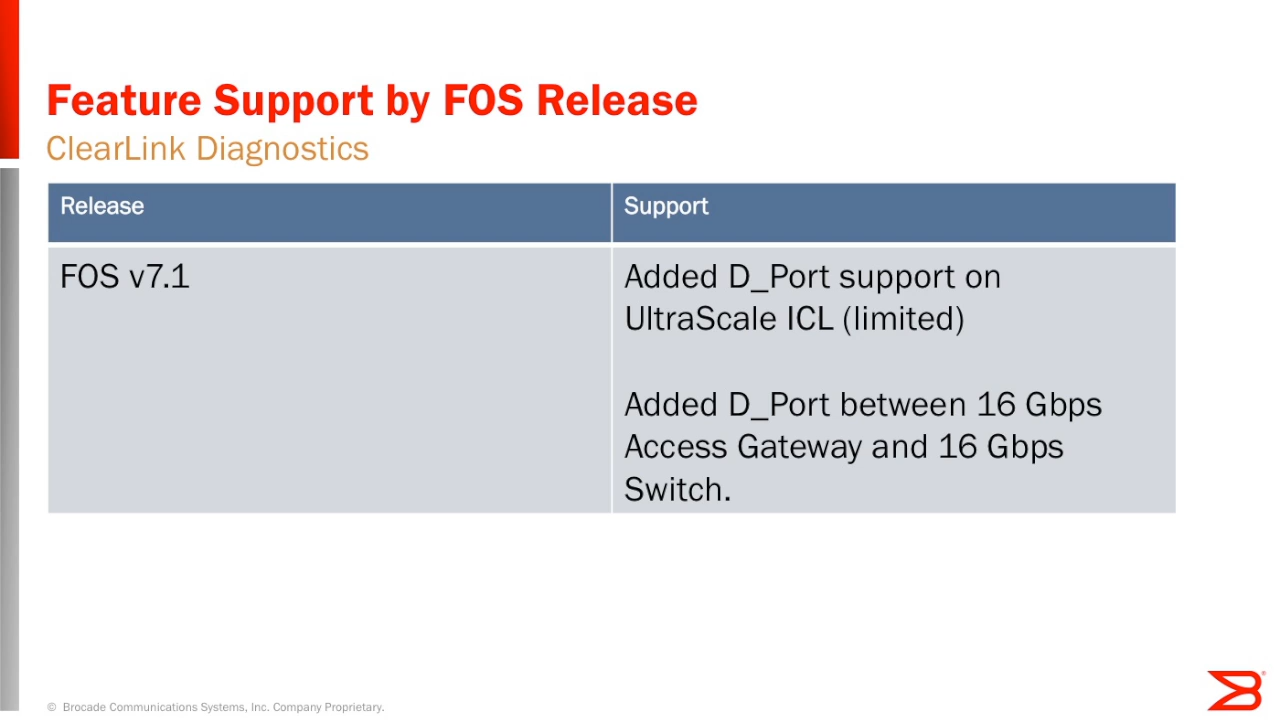 Feature Support by FOS Release
ClearLink Diagnostics
Release
Support
FOS v7.1
Added D_Port support on
UltraScale ICL (limited)
Added D_Port between 16 Gbps
Access Gateway and 16 Gbps
Switch.
© Brocade Communications Systems, Inc. Company Proprietary.
®